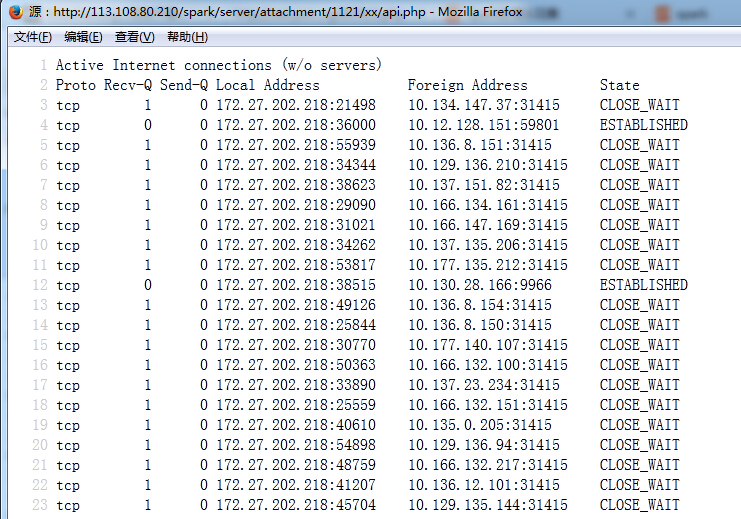 源 : http://113.108.80.210/spark/server/attachment/1121/xx/api.php - Mozilla Firefox
文件(F) 编辑(E) 查看(V) 帮助(H)
1 Active Internet connections (w/o servers)
2 Proto Recv-Q Send-Q Local Address Foreign Address State
3 tcp 1 0 172.27.202.218:21498 10.134.147.37:31415 CLOSE_WAIT
4 tcp 0 0 172.27.202.218:36000 10.12.128.151:59801 ESTABLISHED
5 tcp 1 0 172.27.202.218:55939 10.136.8.151:31415 CLOSE_WAIT
6 tcp 1 0 172.27.202.218:34344 10.129.136.210:31415 CLOSE_WAIT
7 tcp 1 0 172.27.202.218:38623 10.137.151.82:31415 CLOSE_WAIT
8 tcp 1 0 172.27.202.218:29090 10.166.134.161:31415 CLOSE_WAIT
9 tcp 1 0 172.27.202.218:31021 10.166.147.169:31415 CLOSE_WAIT
10 tcp 1 0 172.27.202.218:34262 10.137.135.206:31415 CLOSE_WAIT
11 tcp 1 0 172.27.202.218:53817 10.177.135.212:31415 CLOSE_WAIT
12 tcp 0 0 172.27.202.218:38515 10.130.28.166:9966 ESTABLISHED
13 tcp 1 0 172.27.202.218:49126 10.136.8.154:31415 CLOSE_WAIT
14 tcp 1 0 172.27.202.218:25844 10.136.8.150:31415 CLOSE_WAIT
15 tcp 1 0 172.27.202.218:30770 10.177.140.107:31415 CLOSE_WAIT
16 tcp 1 0 172.27.202.218:50363 10.166.132.100:31415 CLOSE_WAIT
17 tcp 1 0 172.27.202.218:33890 10.137.23.234:31415 CLOSE_WAIT
18 tcp 1 0 172.27.202.218:25559 10.166.132.151:31415 CLOSE_WAIT
19 tcp 1 0 172.27.202.218:40610 10.135.0.205:31415 CLOSE_WAIT
20 tcp 1 0 172.27.202.218:54898 10.129.136.94:31415 CLOSE_WAIT
21 tcp 1 0 172.27.202.218:48759 10.166.132.217:31415 CLOSE_WAIT
22 tcp 1 0 172.27.202.218:41207 10.136.12.101:31415 CLOSE_WAIT
23 tcp 1 0 172.27.202.218:45704 10.129.135.144:31415 CLOSE_WAIT